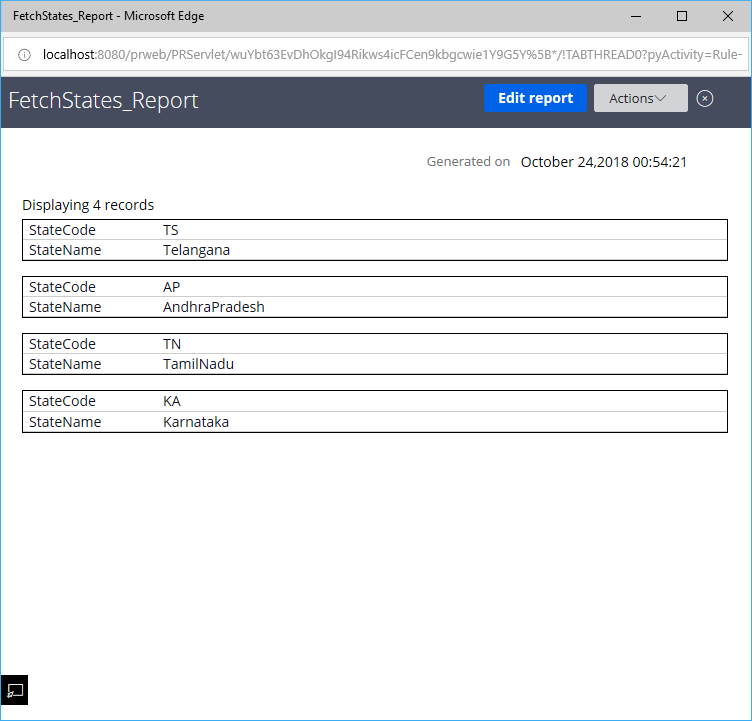 FetchStates_Report - Microsoft Edge
localhost:8080/prweb/PRServlet/wuYbt63EvDhOkgI94Rikws4icFCen9kbgcwie1Y9G5Y%5B*/!TABTHREAD0?pyActivity=Rule-
FetchStates_Report Edit report Actions
Generated on October 24,2018 00:54:21
Displaying 4 records
StateCode TS
StateName Telangana
StateCode AP
StateName AndhraPradesh
StateCode TN
StateName TamilNadu
StateCode KA
StateName Karnataka